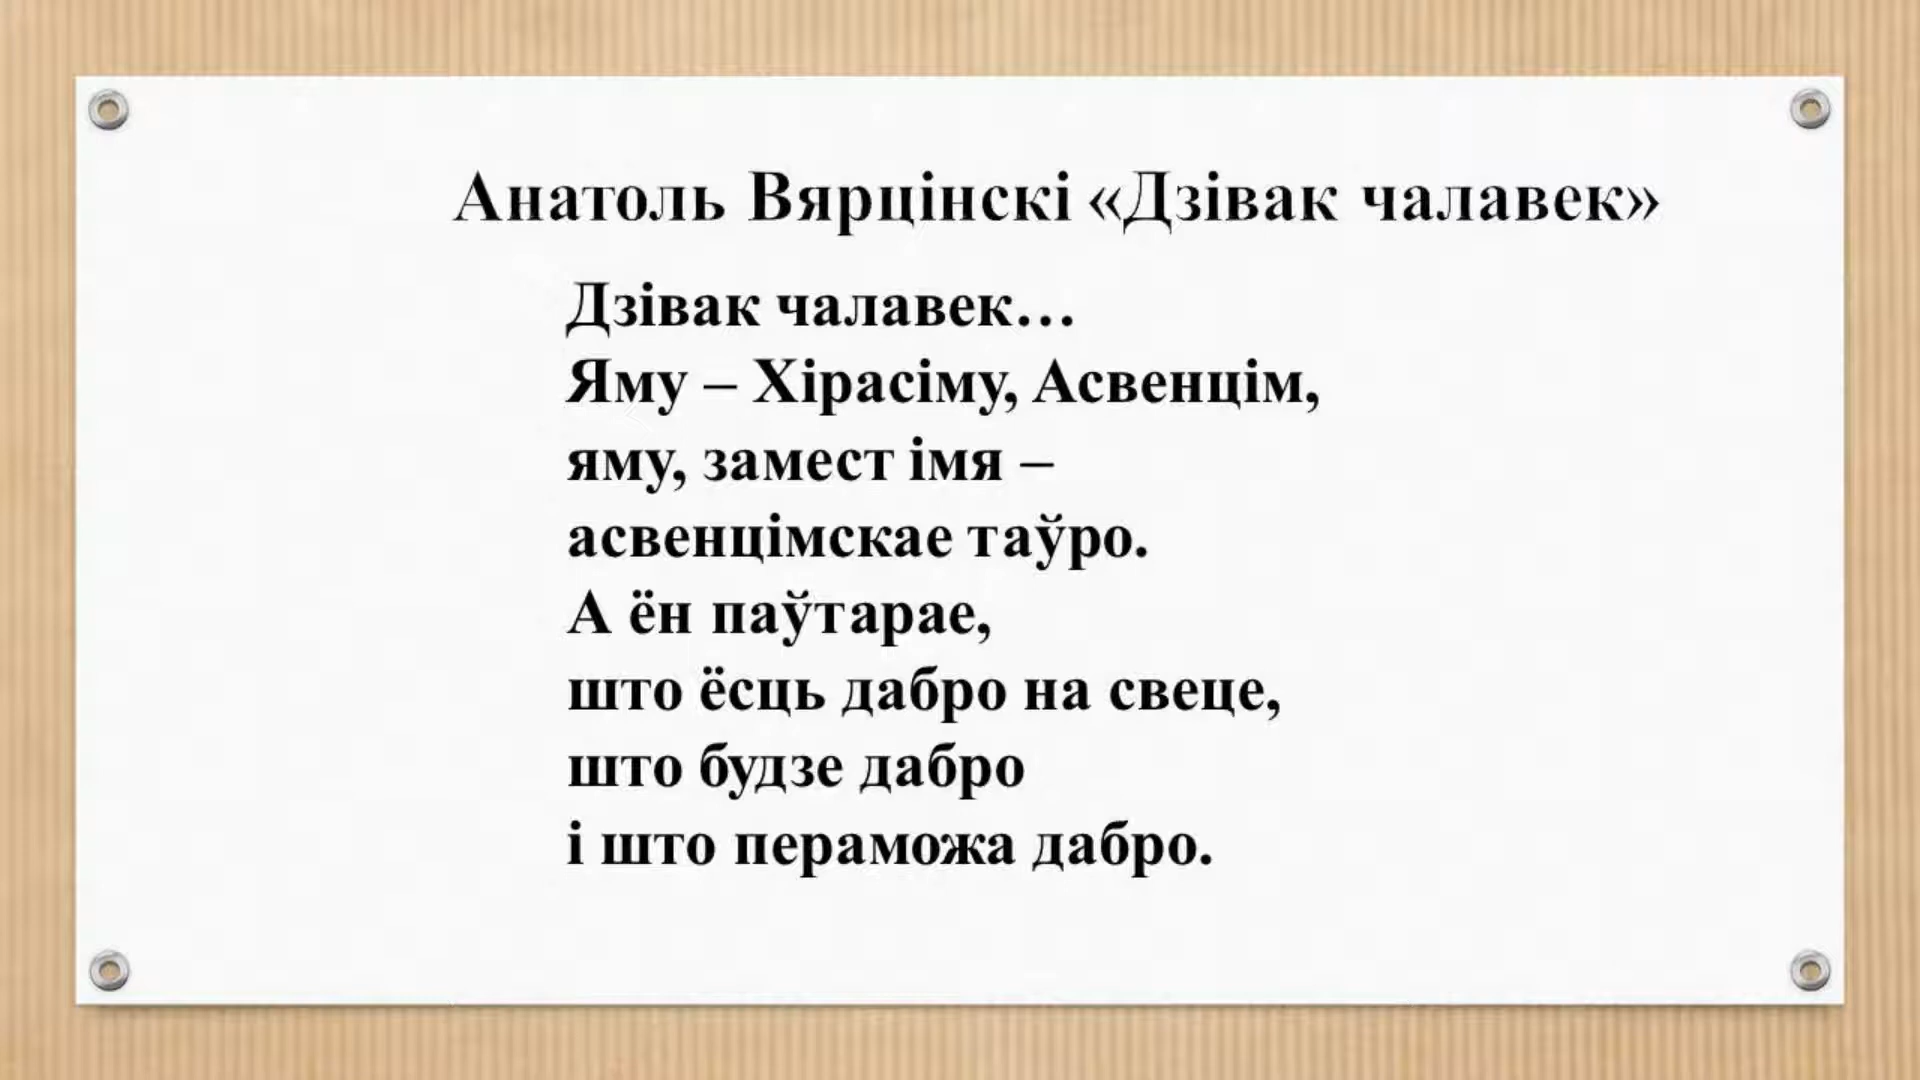 Анатоль Вярцінскі «Дзівак чалавек»
Дзівак чалавек…
Яму – Хірасіму, Асвенцім,
яму, замест імя –
асвенцімскае таўро.
А ён паўтарае,
што ёсць дабро на свеце,
што будзе дабро
і што пераможа дабро.